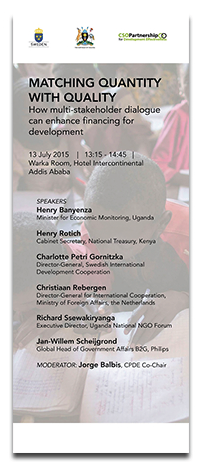 SWEDEN
CSOPartnership
for Development Effectiveness
MATCHING QUANTITY
WITH QUALITY
How multi-stakeholder dialogue
can enhance financing for
development
13 July 2015 | 13:15 - 14:45 |
Warka Room, Hotel Intercontinental
Addis Ababa
SPEAKERS
Henry Banyenza
Minister for Economic Monitoring, Uganda
Henry Rotich
Cabinet Secretary, National Treasury, Kenya
Charlotte Petri Gornitzka
Director-General, Swedish International
Development Cooperation
Christiaan Rebergen
Director-General for International Cooperation,
Ministry of Foreign Affairs, the Netherlands
Richard Ssewakiryanga
Executive Director, Uganda National NGO Forum
Jan-Willem Scheijgrond
Global Head of Government Affairs B2G, Philips
MODERATOR: Jorge Balbis, CPDE Co-Chair